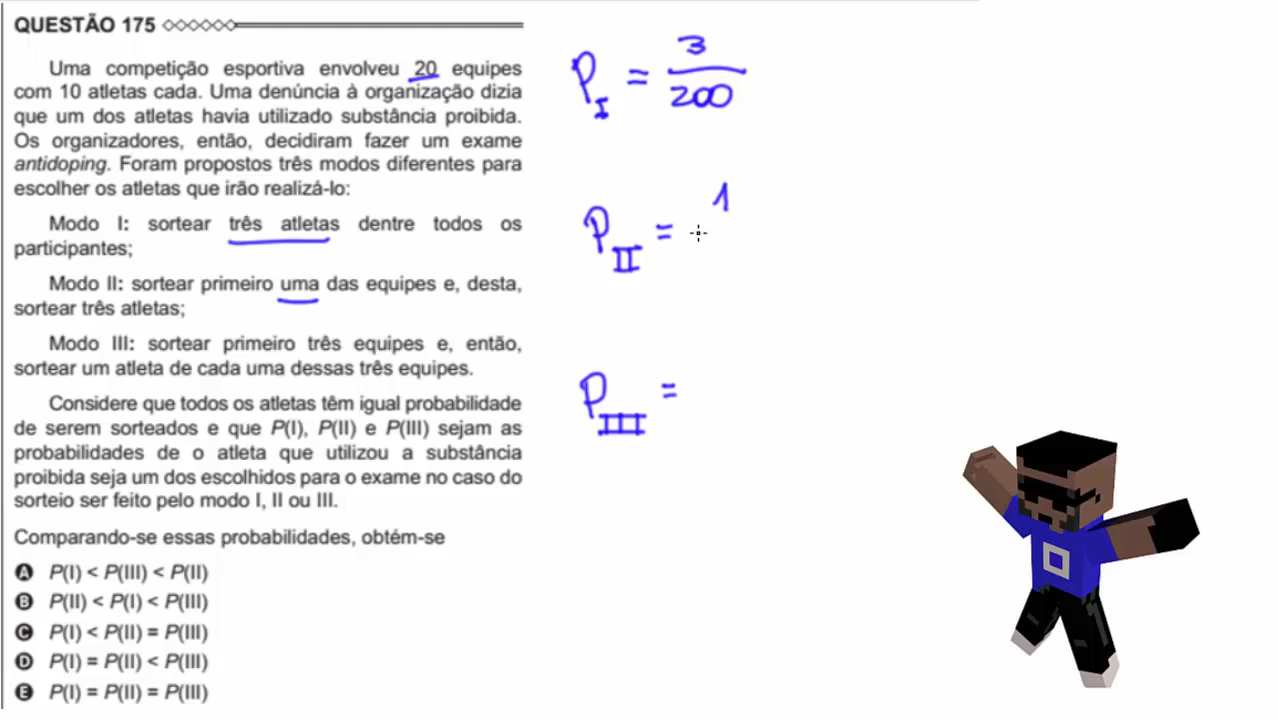 QUESTÃO 175
Uma competição esportiva envolveu 20 equipes
com 10 atletas cada. Uma denúncia à organização dizia
que um dos atletas havia utilizado substância proibida.
Os organizadores, então, decidiram fazer um exame
antidoping. Foram propostos três modos diferentes para
escolher os atletas que irão realizá-lo:
Modo I: sortear três atletas dentre todos os
participantes;
Modo II: sortear primeiro uma das equipes e, desta,
sortear três atletas;
Modo III: sortear primeiro três equipes e, então,
sortear um atleta de cada uma dessas três equipes.
Considere que todos os atletas têm igual probabilidade
de serem sorteados e que P(I), P(II) e P(III) sejam as
probabilidades de o atleta que utilizou a substância
proibida seja um dos escolhidos para o exame no caso do
sorteio ser feito pelo modo I, II ou III.
Comparando-se essas probabilidades, obtém-se
A P(I) < P(III) < P(II)
B P(II) < P(I) < P(III)
C P(I) < P(II) = P(III)
D P(I) = P(II) < P(III)
E P(I) = P(II) = P(III)
P I = 3/200
P II = 1
P III =